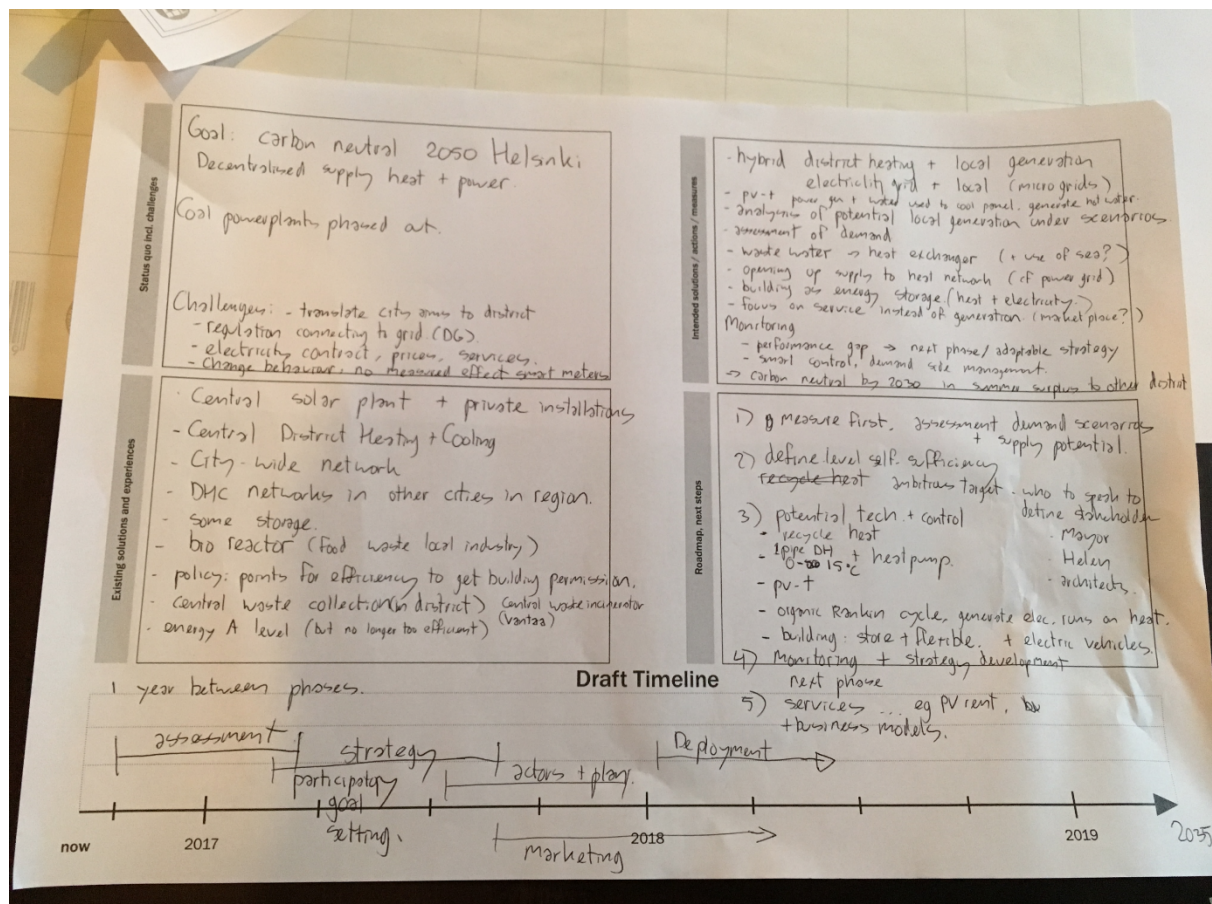 Status quo incl. challenges
Goal: carbon neutral 2050 Helsinki
Decentralised supply heat + power.
Coal powerplants phased out.
Challenges: - translate city aims to district
- regulation connecting to grid (DG).
- electricity contract, prices, services.
- Change behaviour, no measured effect smart meters
Existing solutions and experiences
- Central solar plant + private installations
- Central District Heating + Cooling
- City-wide network
- DHC networks in other cities in region.
- some storage.
- bio reactor (food waste local industry)
- policy: points for efficiency to get building permission.
- central waste collection (in district) central waste incinerator
(Vantaa)
- energy A level (but no longer too efficient)
Intended solutions / actions / measures
- hybrid district heating + local generation
electricity grid + local (micro grids)
- pv-t power gen + water used to cool panel. generate hot water.
- analysis of potential local generation under scenarios
- assessment of demand
- waste water → heat exchanger (+ use of sea?)
- opening up supply to heat network (cf power grid)
- building as energy storage. (heat + electricity.)
- focus on service instead of generation. (market place?)
Monitoring
- performance gap → next phase / adaptable strategy
- smart control, demand side management.
→ carbon neutral by 2030 in summer surplus to other district
Roadmap, next steps
1) measure first, assessment demand scenarios
+ supply potential.
2) define level self-sufficiency
recycle heat ambitious target - who to speak to
define stakeholder
- Mayor
- Helen
- architects.
3) potential tech. + control
- recycle heat
- 1 pipe DH + heat pump.
0- 15°C
- pv-t
- organic Rankin cycle, generate elec. runs on heat.
- building: store + flexible. + electric vehicles.
4) Monitoring + strategy development
next phase
5) services ... eg PV rent,
+ business models.
Draft Timeline
1 year between phases.
assessment
strategy
participatory
goal
setting.
actors + plan.
Deployment
marketing
now
2017
2018
2019
2035